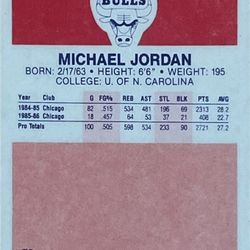 BULLS
MICHAEL JORDAN
BORN: 2/17/63 • HEIGHT: 6'6" • WEIGHT: 195
COLLEGE: U. OF N. CAROLINA
Year Club G FG% REB AST STL BLK PTS AVG
1984-85 Chicago 82 .515 534 481 196 69 2313 28.2
1985-86 Chicago 18 .457 64 53 37 21 408 22.7
Pro Totals 100 .505 598 534 233 90 2721 27.2